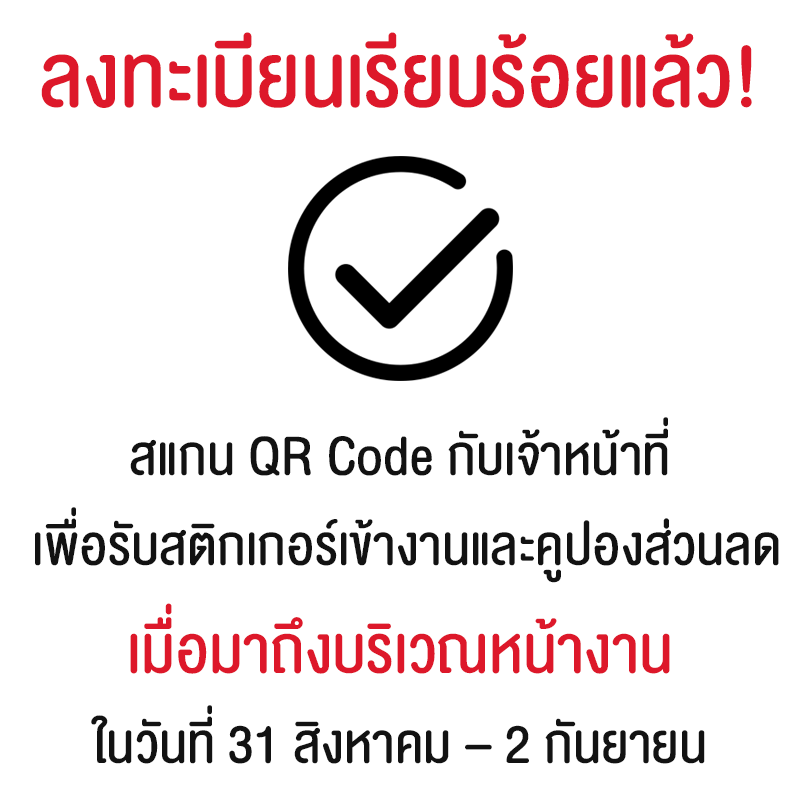 ลงทะเบียนเรียบร้อยแล้ว!
สแกน QR Code กับเจ้าหน้าที่
เพื่อรับสติกเกอร์เข้างานและคูปองส่วนลด
เมื่อมาถึงบริเวณหน้างาน
ในวันที่ 31 สิงหาคม – 2 กันยายน